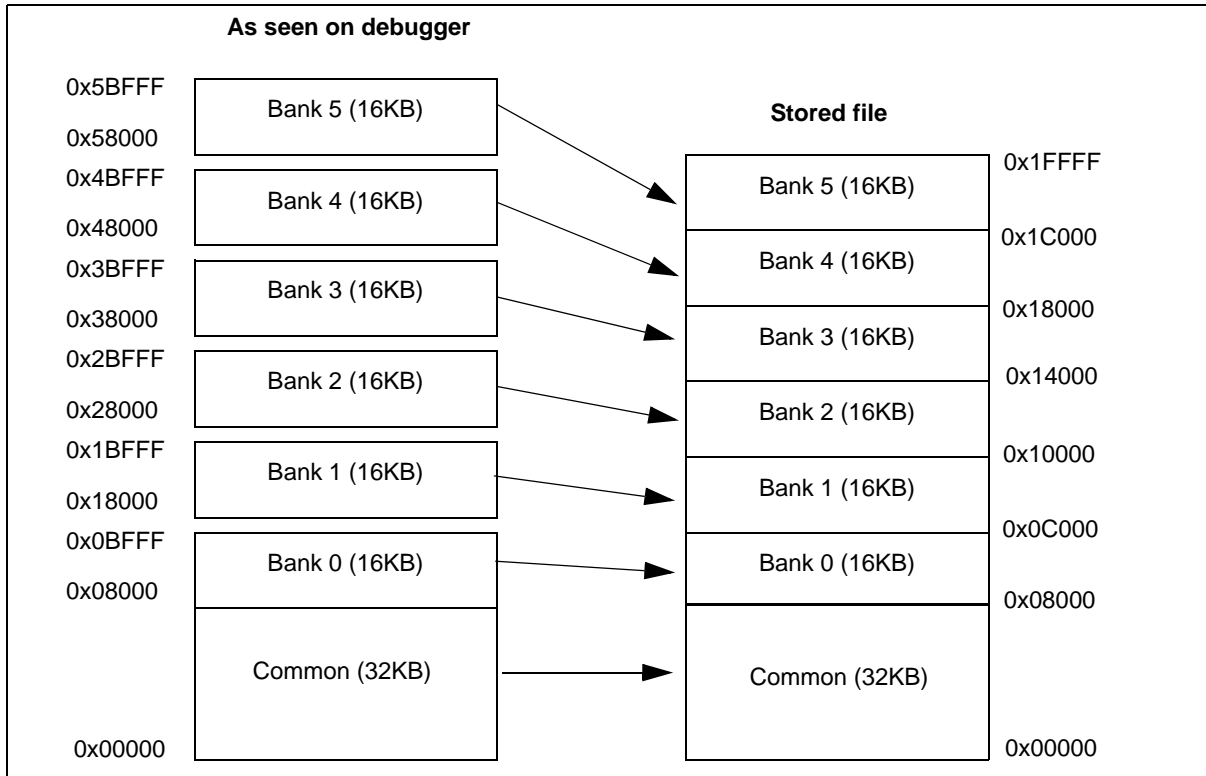 As seen on debugger
0x5BFFF
Bank 5 (16KB)
0x58000
0x4BFFF
Bank 4 (16KB)
0x48000
0x3BFFF
Bank 3 (16KB)
0x38000
0x2BFFF
Bank 2 (16KB)
0x28000
0x1BFFF
Bank 1 (16KB)
0x18000
0x0BFFF
Bank 0 (16KB)
0x08000
Common (32KB)
0x00000
Stored file
0x1FFFF
Bank 5 (16KB)
0x1C000
Bank 4 (16KB)
0x18000
Bank 3 (16KB)
0x14000
Bank 2 (16KB)
0x10000
Bank 1 (16KB)
0x0C000
Bank 0 (16KB)
0x08000
Common (32KB)
0x00000